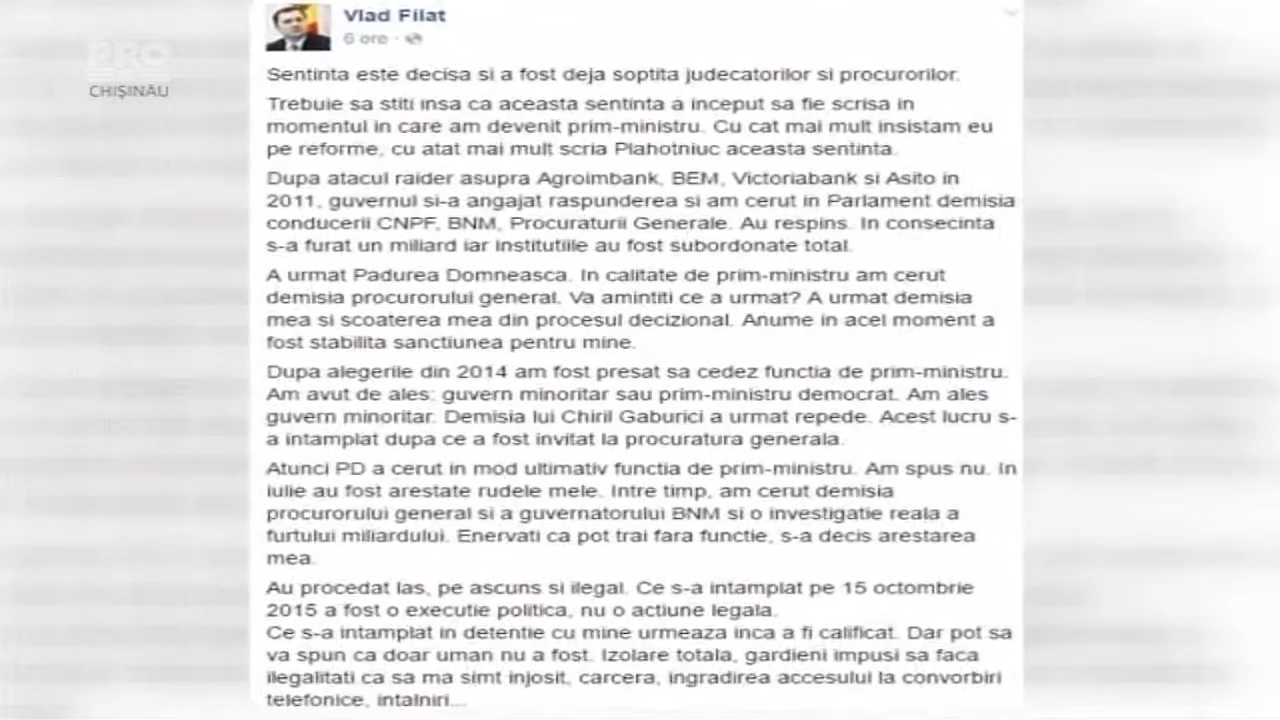 PRO
CHIȘINĂU
Vlad Filat
6 ore
Sentinta este decisa si a fost deja soptita judecatorilor si procurorilor.
Trebuie sa stiti insa ca aceasta sentinta a inceput sa fie scrisa in
momentul in care am devenit prim-ministru. Cu cat mai mult insistam eu
pe reforme, cu atat mai mult scria Plahotniuc aceasta sentinta.
Dupa atacul raider asupra Agroimbank, BEM, Victoriabank si Asito in
2011, guvernul si-a angajat raspunderea si am cerut in Parlament demisia
conducerii CNPF, BNM, Procuraturii Generale. Au respins. In consecinta
s-a furat un miliard iar institutiile au fost subordonate total.
A urmat Padurea Domneasca. In calitate de prim-ministru am cerut
demisia procurorului general. Va amintiti ce a urmat? A urmat demisia
mea si scoaterea mea din procesul decizional. Anume in acel moment a
fost stabilita sanctiunea pentru mine.
Dupa alegerile din 2014 am fost presat sa cedez functia de prim-ministru.
Am avut de ales: guvern minoritar sau prim-ministru democrat. Am ales
guvern minoritar. Demisia lui Chiril Gaburici a urmat repede. Acest lucru s-
a intamplat dupa ce a fost invitat la procuratura generala.
Atunci PD a cerut in mod ultimativ functia de prim-ministru. Am spus nu. In
iulie au fost arestate rudele mele. Intre timp, am cerut demisia
procurorului general si a guvernatorului BNM si o investigatie reala a
furtului miliardului. Enervati ca pot trai fara functie, s-a decis arestarea
mea.
Au procedat las, pe ascuns si ilegal. Ce s-a intamplat pe 15 octombrie
2015 a fost o executie politica, nu o actiune legala.
Ce s-a intamplat in detentie cu mine urmeaza inca a fi calificat. Dar pot sa
va spun ca doar uman nu a fost. Izolare totala, gardieni impusi sa faca
ilegalitati ca sa ma simt injosit, carcera, ingradirea accesului la convorbiri
telefonice, intalniri...